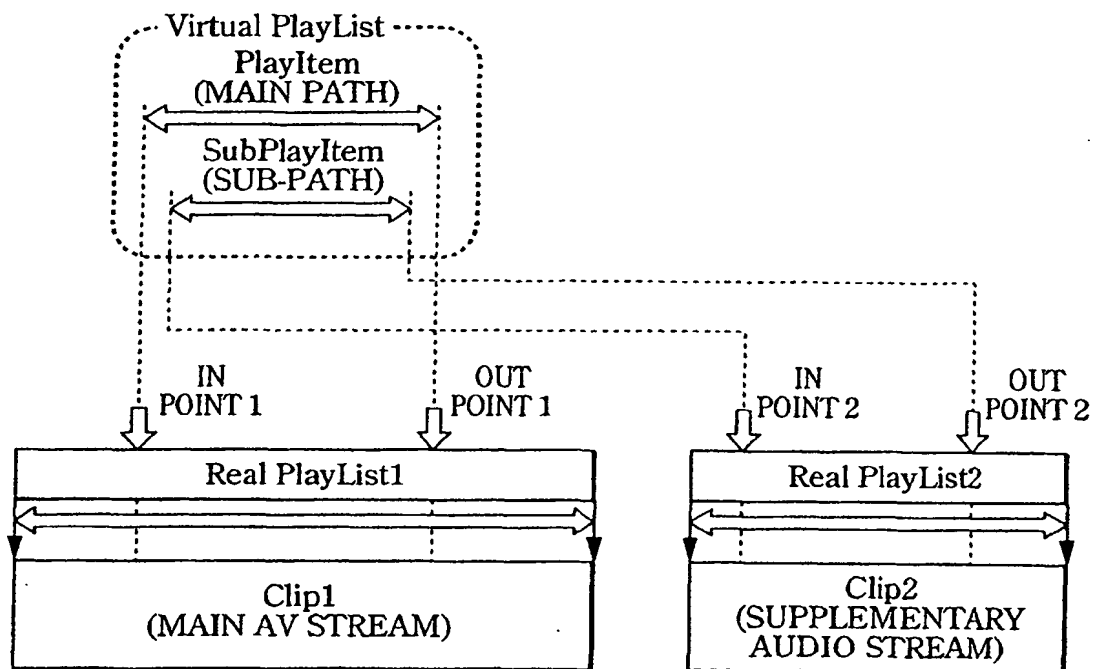 Virtual PlayList
PlayItem
(MAIN PATH)
SubPlayItem
(SUB-PATH)
IN
POINT 1
OUT
POINT 1
IN
POINT 2
OUT
POINT 2
Real PlayList1
Real PlayList2
Clip1
(MAIN AV STREAM)
Clip2
(SUPPLEMENTARY
AUDIO STREAM)